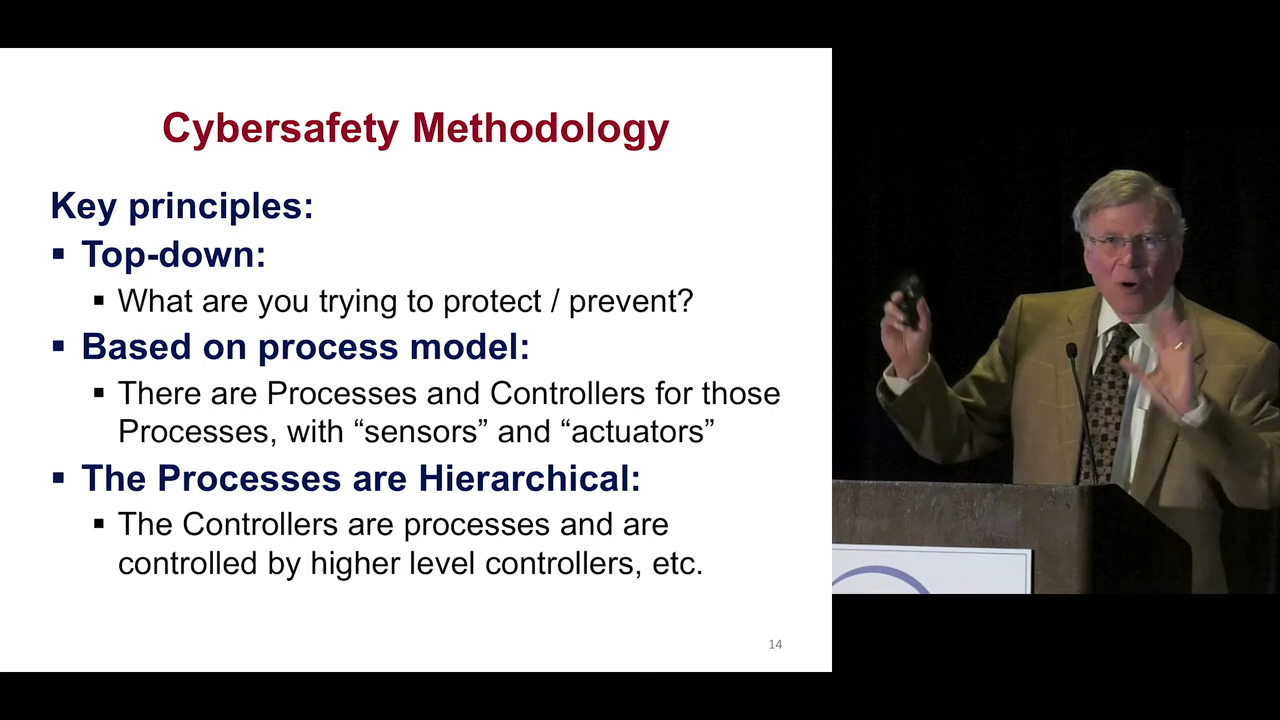 Cybersafety Methodology
Key principles:
▪ Top-down:
▪ What are you trying to protect / prevent?
▪ Based on process model:
▪ There are Processes and Controllers for those
Processes, with “sensors” and “actuators”
▪ The Processes are Hierarchical:
▪ The Controllers are processes and are
controlled by higher level controllers, etc.
14